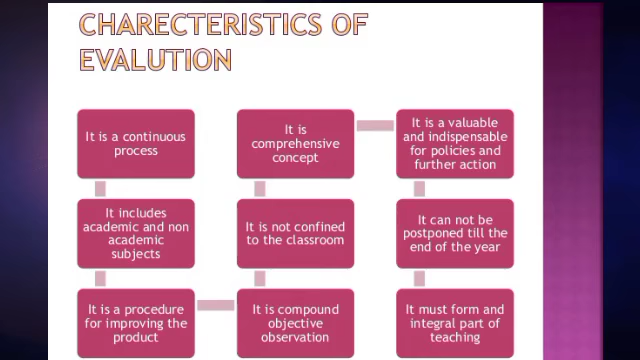 CHARECTERISTICS OF
EVALUTION
It is a continuous
process
It includes
academic and non
academic
subjects
It is a procedure
for improving the
product
It is compound
objective
observation
It is not confined
to the classroom
It is
comprehensive
concept
It is a valuable
and indispensable
for policies and
further action
It can not be
postponed till the
end of the year
It must form and
integral part of
teaching